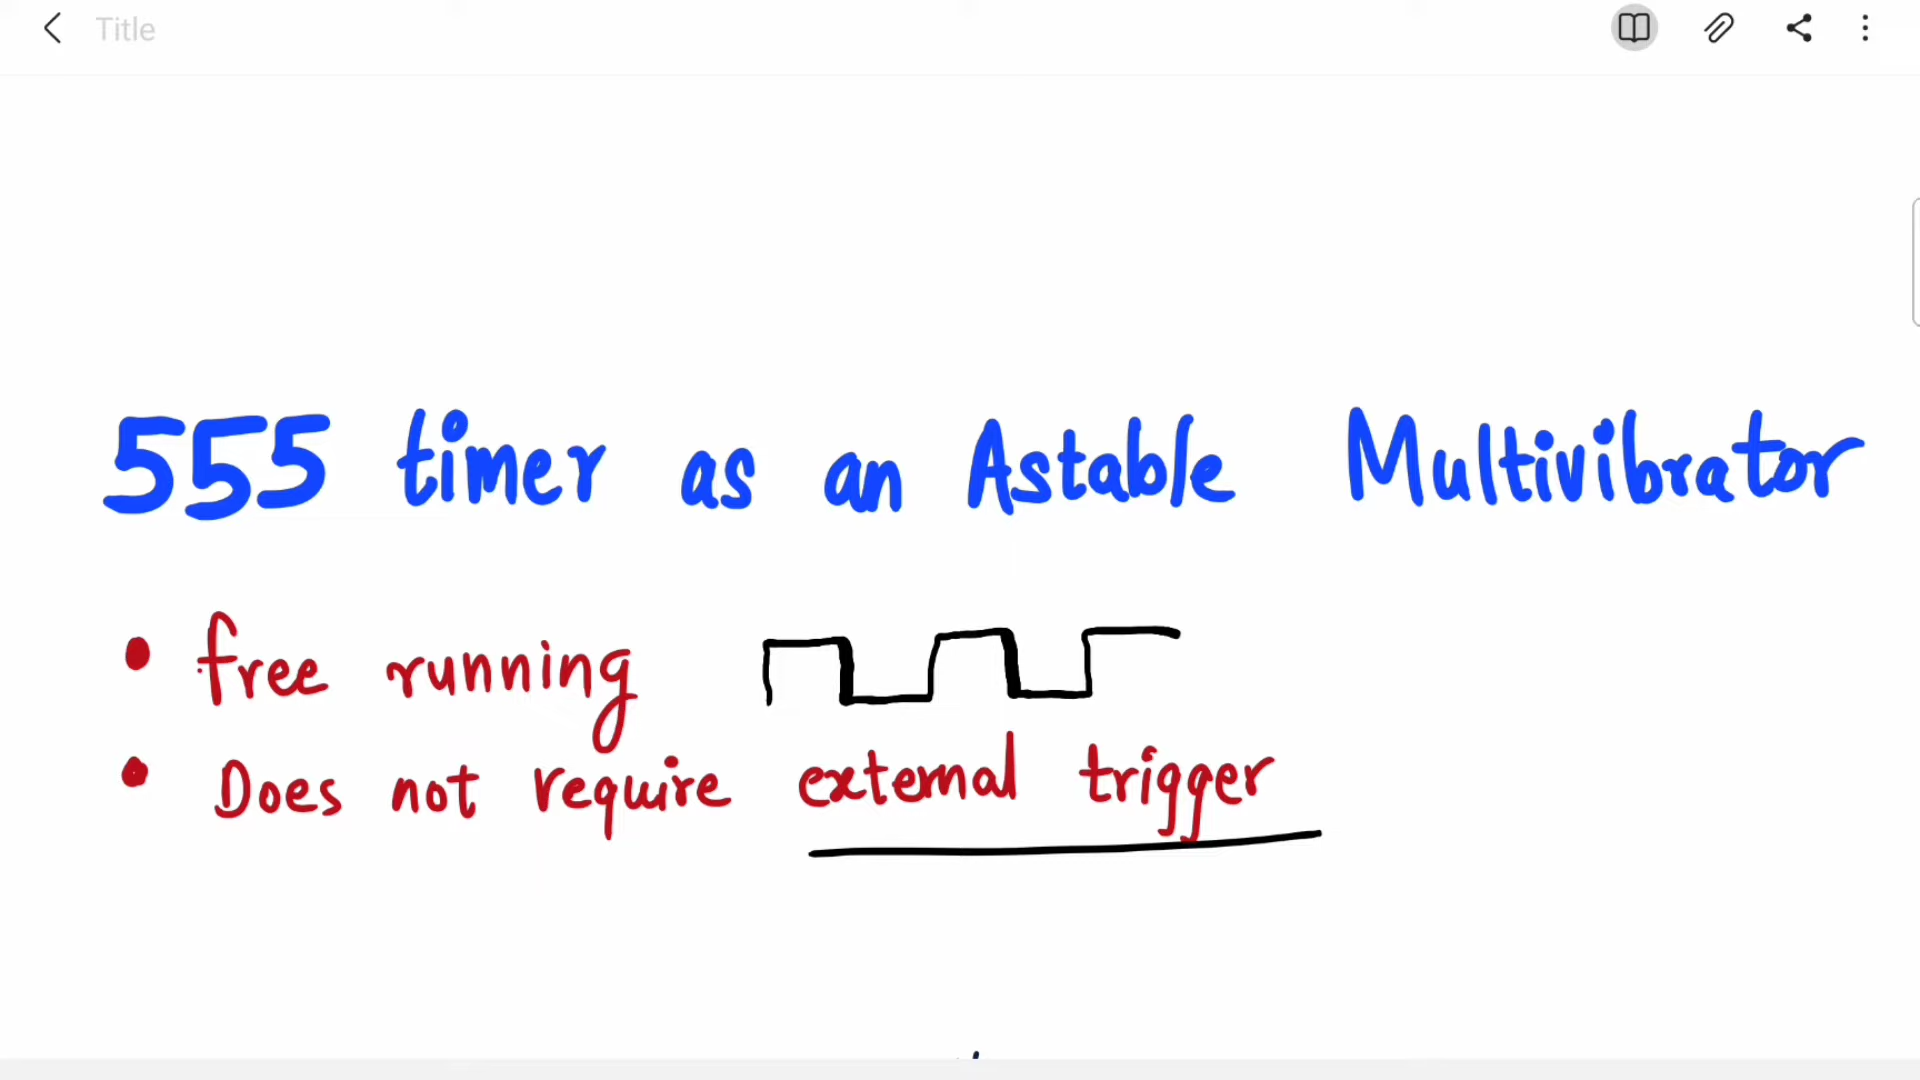 Title
555 timer as an Astable Multivibrator
• free running
• Does not require external trigger